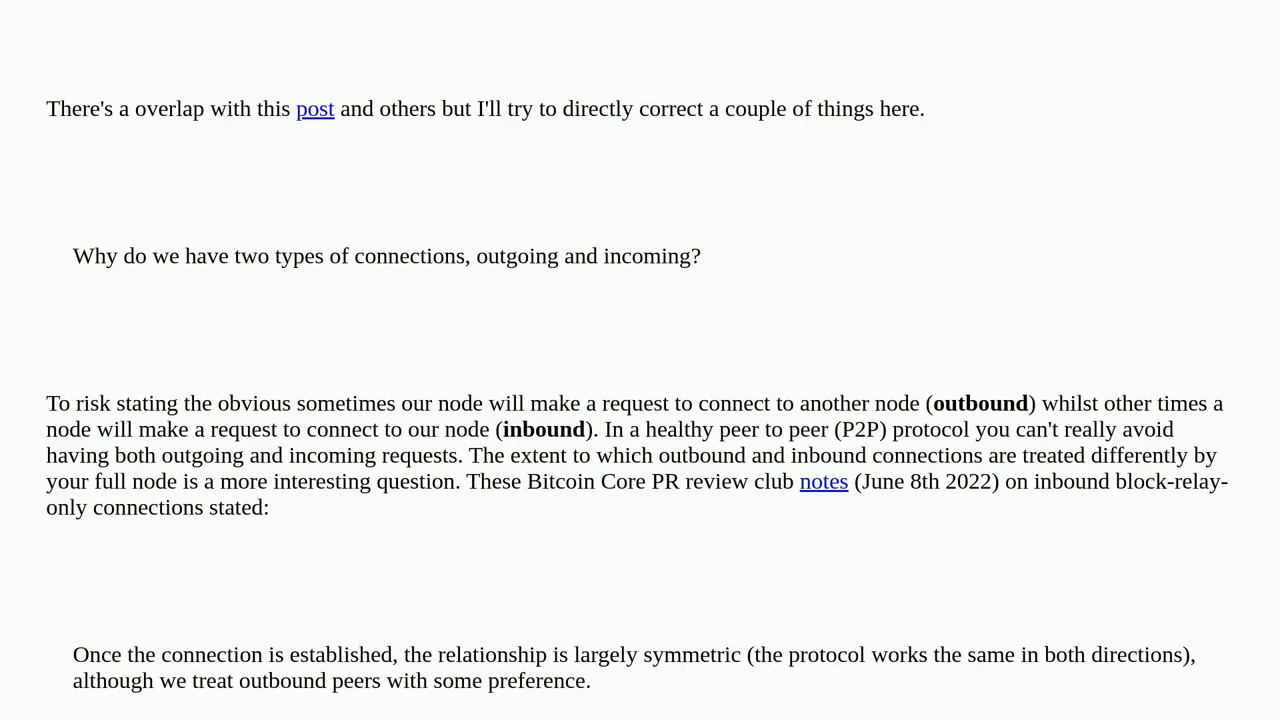 There's a overlap with this post and others but I'll try to directly correct a couple of things here.
Why do we have two types of connections, outgoing and incoming?
To risk stating the obvious sometimes our node will make a request to connect to another node (outbound) whilst other times a
node will make a request to connect to our node (inbound). In a healthy peer to peer (P2P) protocol you can't really avoid
having both outgoing and incoming requests. The extent to which outbound and inbound connections are treated differently by
your full node is a more interesting question. These Bitcoin Core PR review club notes (June 8th 2022) on inbound block-relay-
only connections stated:
Once the connection is established, the relationship is largely symmetric (the protocol works the same in both directions),
although we treat outbound peers with some preference.